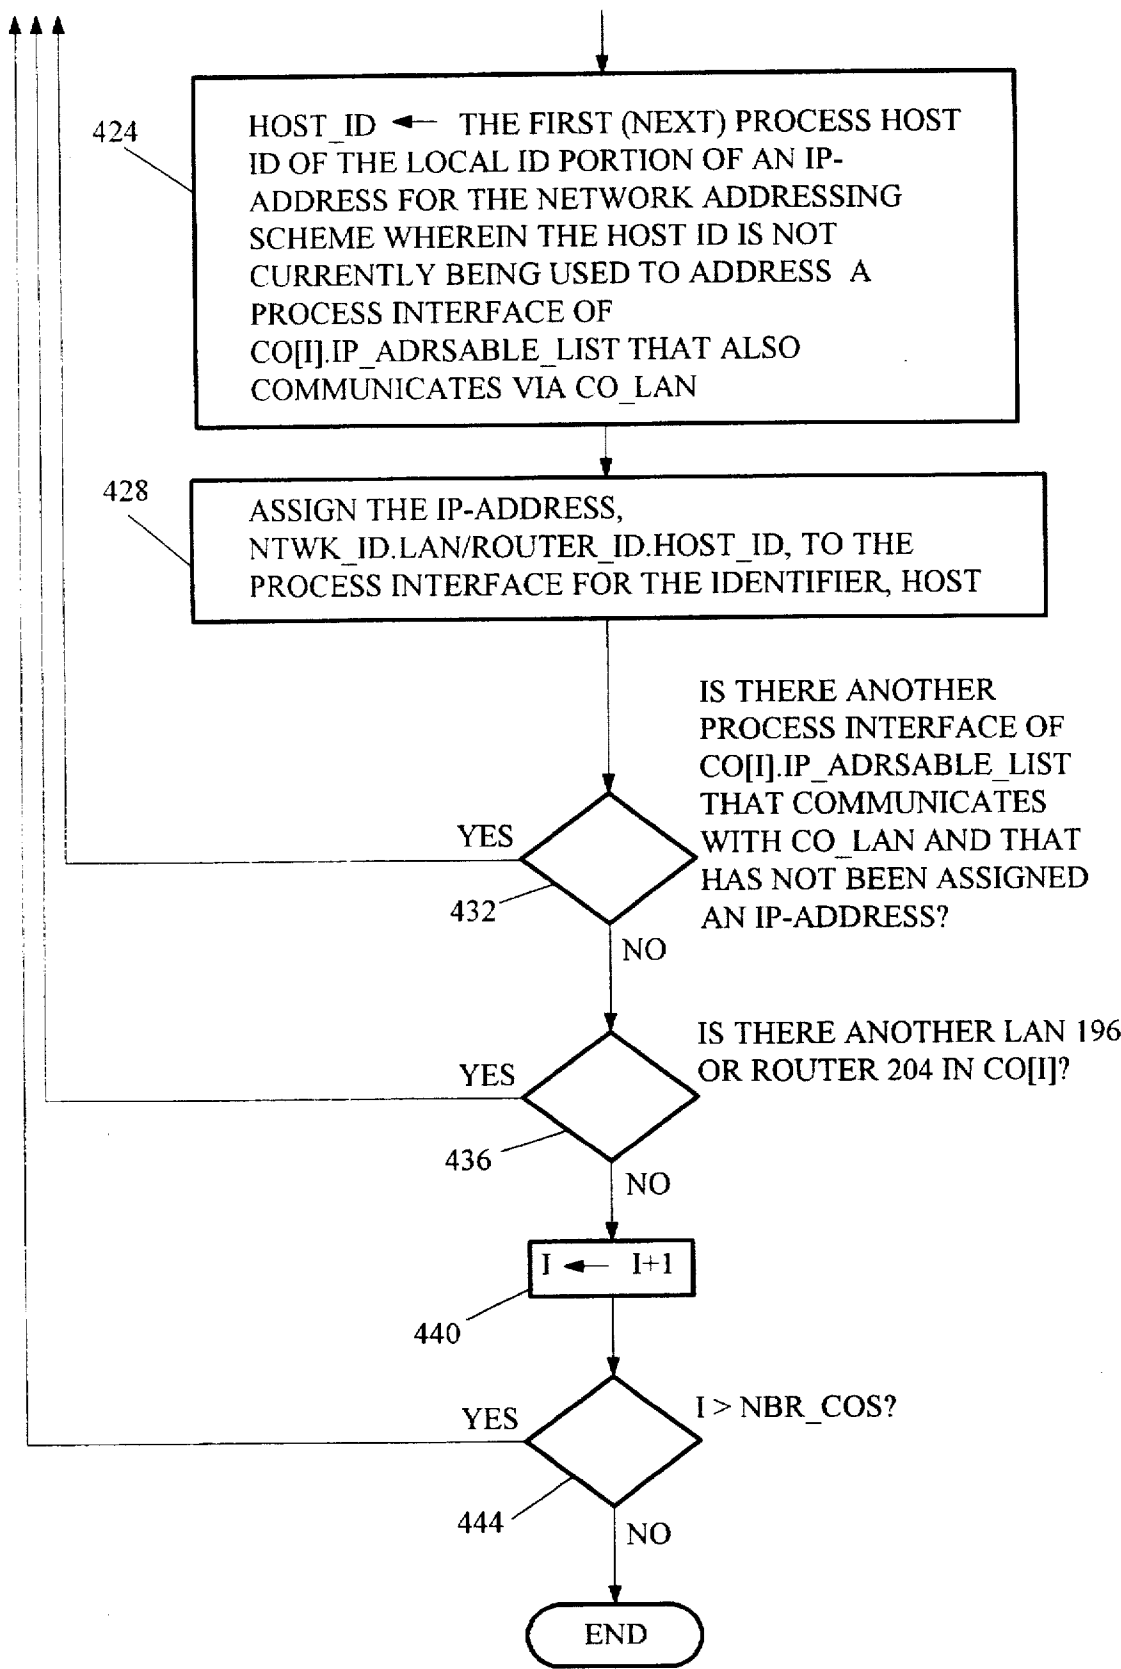 424
HOST_ID ← THE FIRST (NEXT) PROCESS HOST
ID OF THE LOCAL ID PORTION OF AN IP-
ADDRESS FOR THE NETWORK ADDRESSING
SCHEME WHEREIN THE HOST ID IS NOT
CURRENTLY BEING USED TO ADDRESS A
PROCESS INTERFACE OF
CO[I].IP_ADRSABLE_LIST THAT ALSO
COMMUNICATES VIA CO_LAN
428
ASSIGN THE IP-ADDRESS,
NTWK_ID.LAN/ROUTER_ID.HOST_ID, TO THE
PROCESS INTERFACE FOR THE IDENTIFIER, HOST
IS THERE ANOTHER
PROCESS INTERFACE OF
CO[I].IP_ADRSABLE_LIST
THAT COMMUNICATES
WITH CO_LAN AND THAT
HAS NOT BEEN ASSIGNED
AN IP-ADDRESS?
YES
432
NO
IS THERE ANOTHER LAN 196
OR ROUTER 204 IN CO[I]?
YES
436
NO
I ← I+1
440
I > NBR_COS?
YES
444
NO
END